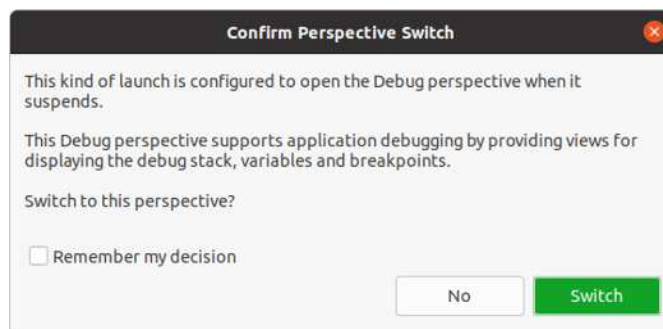 Confirm Perspective Switch
This kind of launch is configured to open the Debug perspective when it
suspends.
This Debug perspective supports application debugging by providing views for
displaying the debug stack, variables and breakpoints.
Switch to this perspective?
Remember my decision
No
Switch